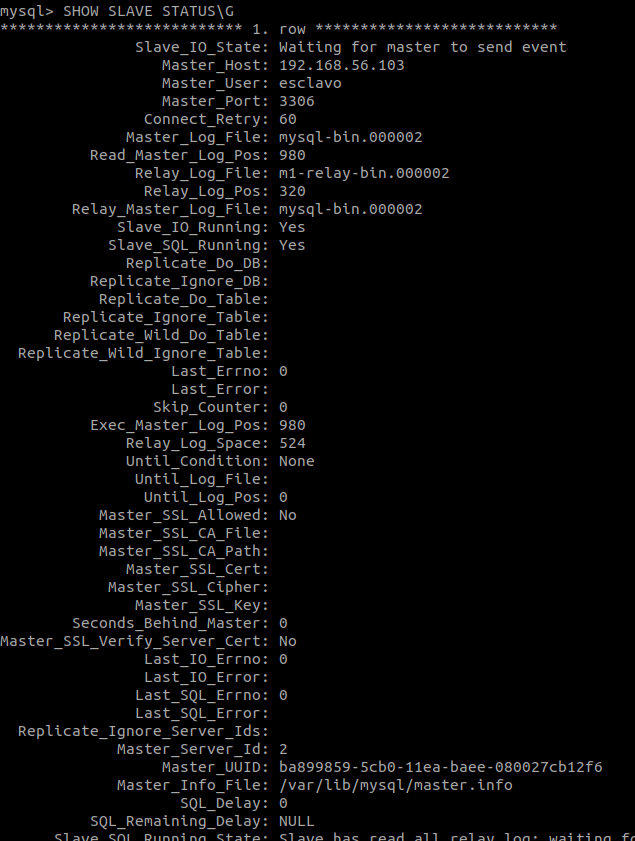 mysql> SHOW SLAVE STATUS\G
*************************** 1. row ***************************
Slave_IO_State: Waiting for master to send event
Master_Host: 192.168.56.103
Master_User: esclavo
Master_Port: 3306
Connect_Retry: 60
Master_Log_File: mysql-bin.000002
Read_Master_Log_Pos: 980
Relay_Log_File: m1-relay-bin.000002
Relay_Log_Pos: 320
Relay_Master_Log_File: mysql-bin.000002
Slave_IO_Running: Yes
Slave_SQL_Running: Yes
Replicate_Do_DB:
Replicate_Ignore_DB:
Replicate_Do_Table:
Replicate_Ignore_Table:
Replicate_Wild_Do_Table:
Replicate_Wild_Ignore_Table:
Last_Errno: 0
Last_Error:
Skip_Counter: 0
Exec_Master_Log_Pos: 980
Relay_Log_Space: 524
Until_Condition: None
Until_Log_File:
Until_Log_Pos: 0
Master_SSL_Allowed: No
Master_SSL_CA_File:
Master_SSL_CA_Path:
Master_SSL_Cert:
Master_SSL_Cipher:
Master_SSL_Key:
Seconds_Behind_Master: 0
Master_SSL_Verify_Server_Cert: No
Last_IO_Errno: 0
Last_IO_Error:
Last_SQL_Errno: 0
Last_SQL_Error:
Replicate_Ignore_Server_Ids:
Master_Server_Id: 2
Master_UUID: ba899859-5cb0-11ea-baee-080027cb12f6
Master_Info_File: /var/lib/mysql/master.info
SQL_Delay: 0
SQL_Remaining_Delay: NULL
Slave_SQL_Running_State: Slave has read all relay log; waiting fo